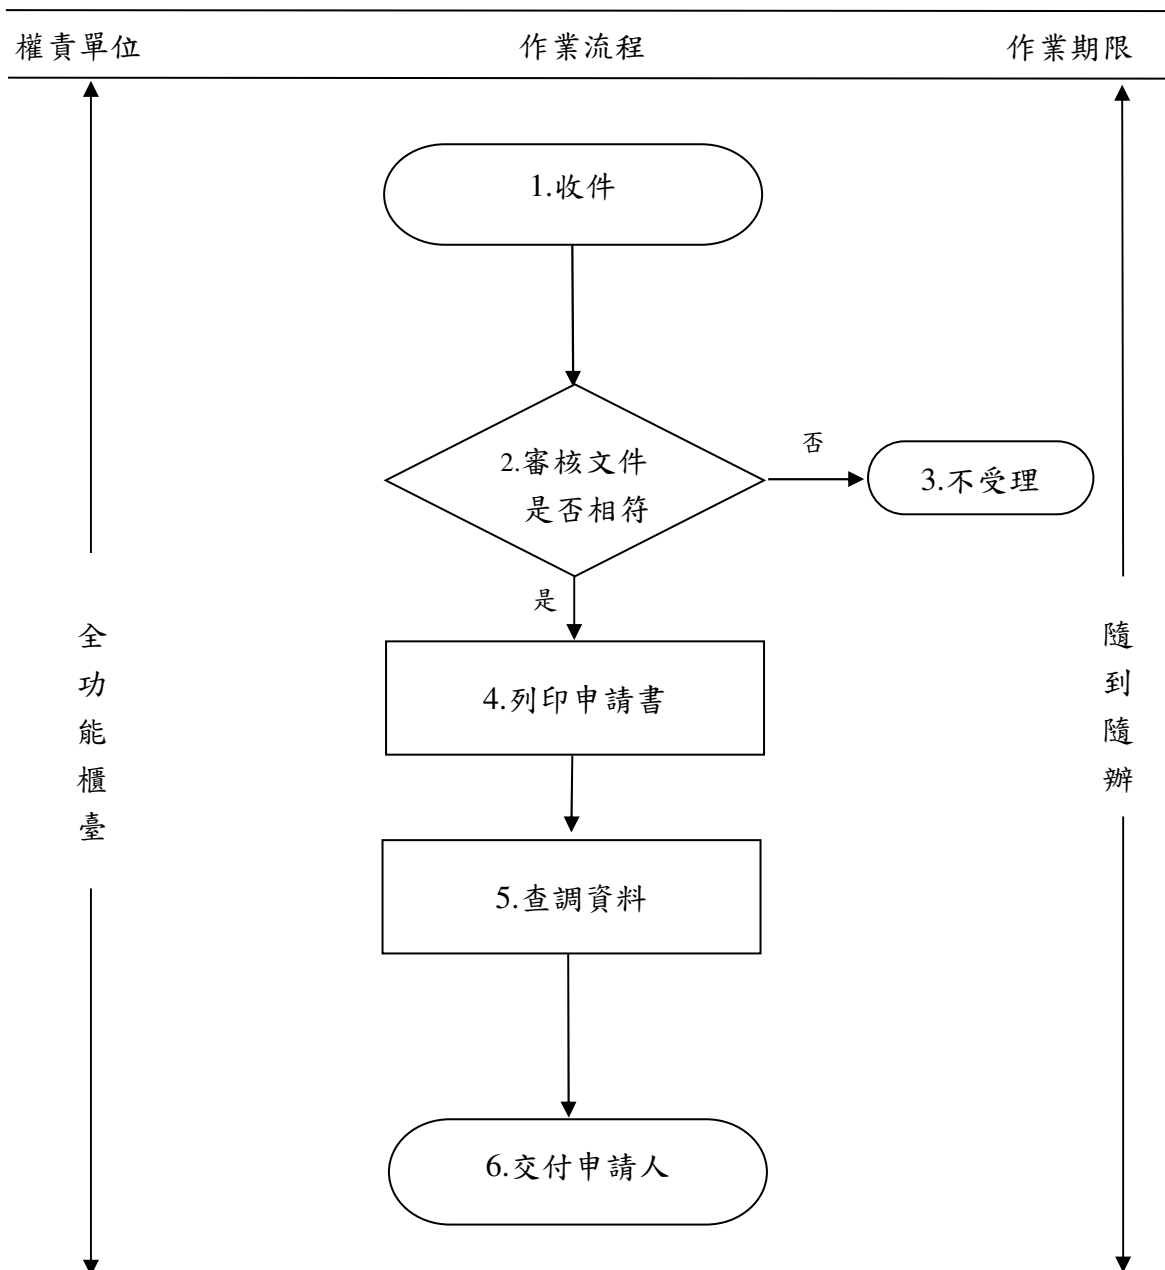 權責單位 作業流程 作業期限
1.收件
2.審核文件
是否相符
否
3.不受理
是
4.列印申請書
5.查調資料
6.交付申請人
全功能櫃臺
隨到隨辦